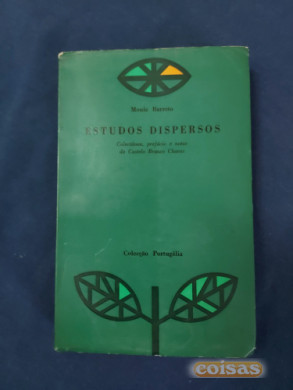 Moniz Barreto
ESTUDOS DISPERSOS
Colectânea, prefácio e notas
de Castelo Branco Chaves
Colecção Portugália
coisas